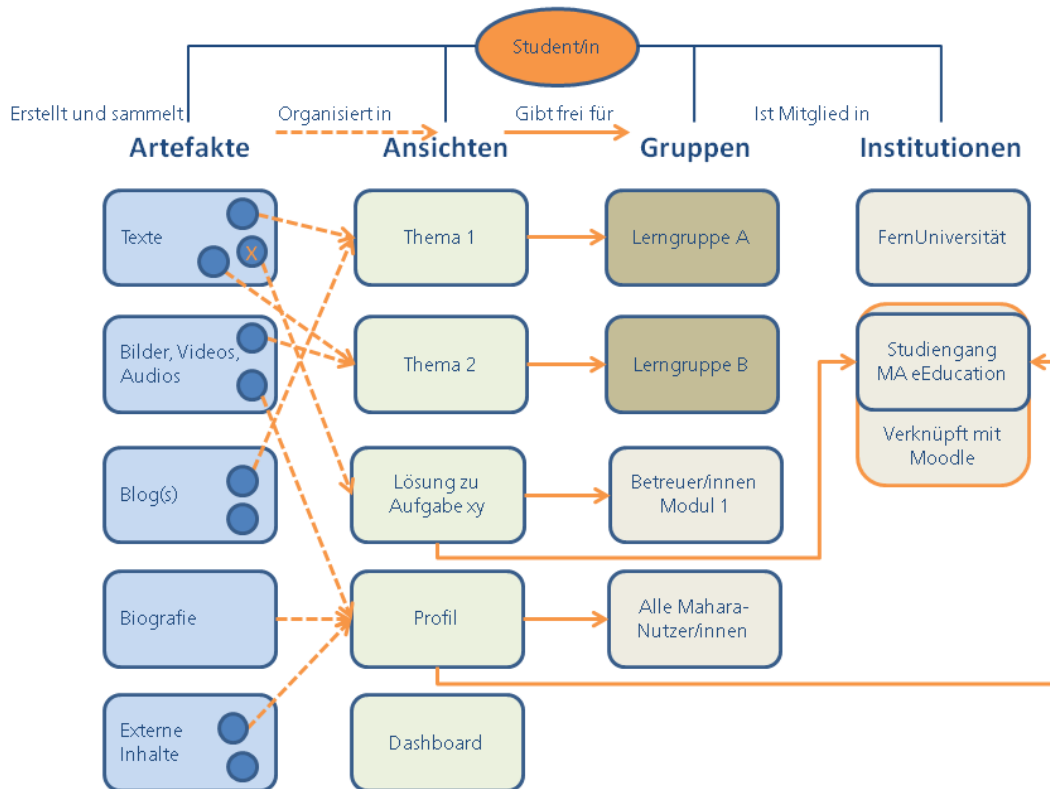 Student/in
Erstellt und sammelt
Organisiert in
Gibt frei für
Ist Mitglied in
Artefakte
Ansichten
Gruppen
Institutionen
Texte
X
Thema 1
Lerngruppe A
FernUniversität
Bilder, Videos,
Audios
Thema 2
Lerngruppe B
Studiengang
MA eEducation
Verknüpft mit
Moodle
Blog(s)
Lösung zu
Aufgabe xy
Betreuer/innen
Modul 1
Biografie
Profil
Alle Mahara-
Nutzer/innen
Externe
Inhalte
Dashboard